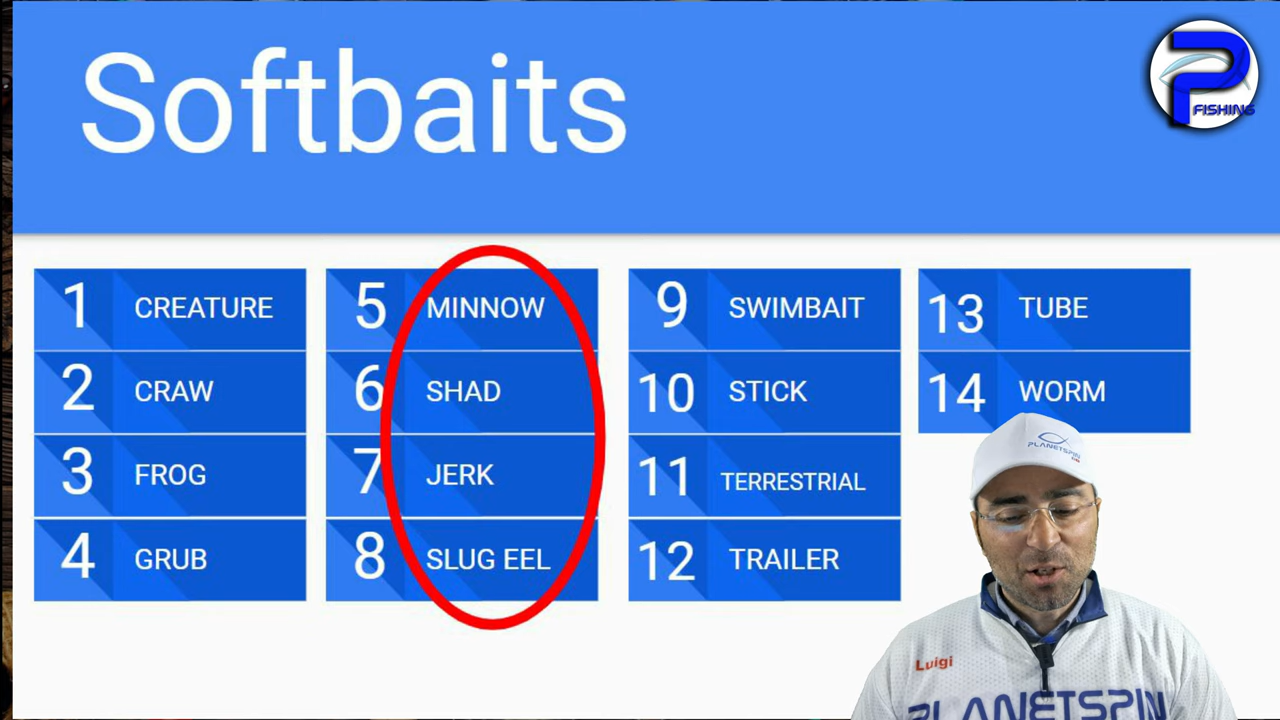 Softbaits
P
FISHING
1 CREATURE
2 CRAW
3 FROG
4 GRUB
5 MINNOW
6 SHAD
7 JERK
8 SLUG EEL
9 SWIMBAIT
10 STICK
11 TERRESTRIAL
12 TRAILER
13 TUBE
14 WORM
PLANETSPIN
Luigi
PLANETSPIN